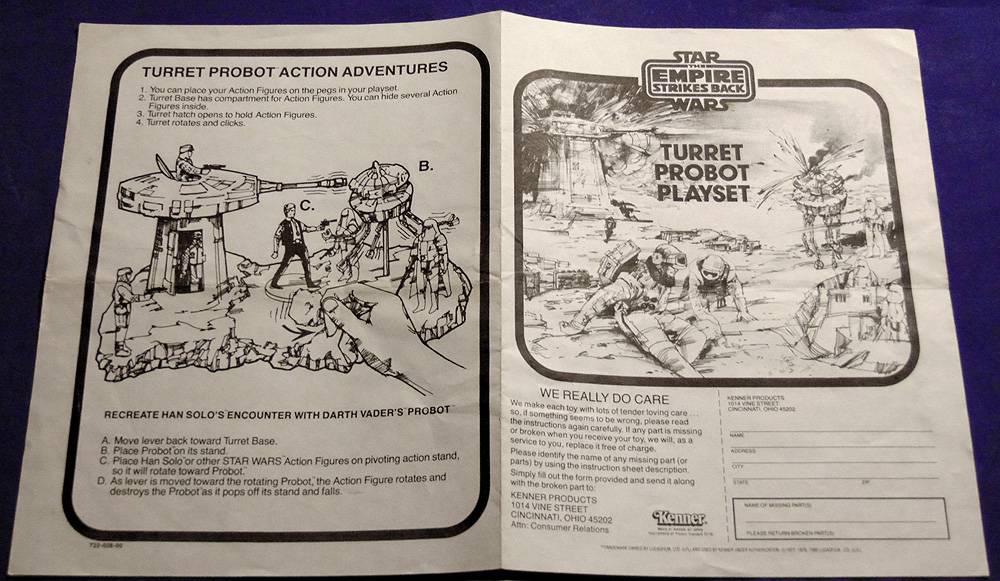 TURRET PROBOT ACTION ADVENTURES
1. You can place your Action Figures on the pegs in your playset.
2. Turret Base has compartment for Action Figures. You can hide several Action
Figures inside.
3. Turret hatch opens to hold Action Figures.
4. Turret rotates and clicks.
B.
C.
RECREATE HAN SOLO'S ENCOUNTER WITH DARTH VADER'S PROBOT™
A. Move lever back toward Turret Base.
B. Place Probot™ on its stand.
C. Place Han Solo™ or other STAR WARS™ Action Figures on pivoting action stand,
so it will rotate toward Probot™.
D. As lever is moved toward the rotating Probot™, the Action Figure rotates and
destroys the Probot™ as it pops off its stand and falls.
STAR
THE
EMPIRE
STRIKES BACK
WARS
TURRET
PROBOT
PLAYSET
WE REALLY DO CARE
We make each toy with lots of tender loving care . . .
so, if something seems to be wrong, please read
the instructions again carefully. If any part is missing
or broken when you receive your toy, we will, as a
service to you, replace it free of charge.
Please identify the name of any missing part (or
parts) by using the instruction sheet description.
Simply fill out the form provided and send it along
with the broken part to:
KENNER PRODUCTS
1014 VINE STREET
CINCINNATI, OHIO 45202
Attn: Consumer Relations
Kenner
KENNER PRODUCTS
1014 VINE STREET
CINCINNATI, OHIO 45202
NAME
ADDRESS
CITY
STATE ZIP
NAME OF MISSING PART(S)
PLEASE RETURN BROKEN PART(S)